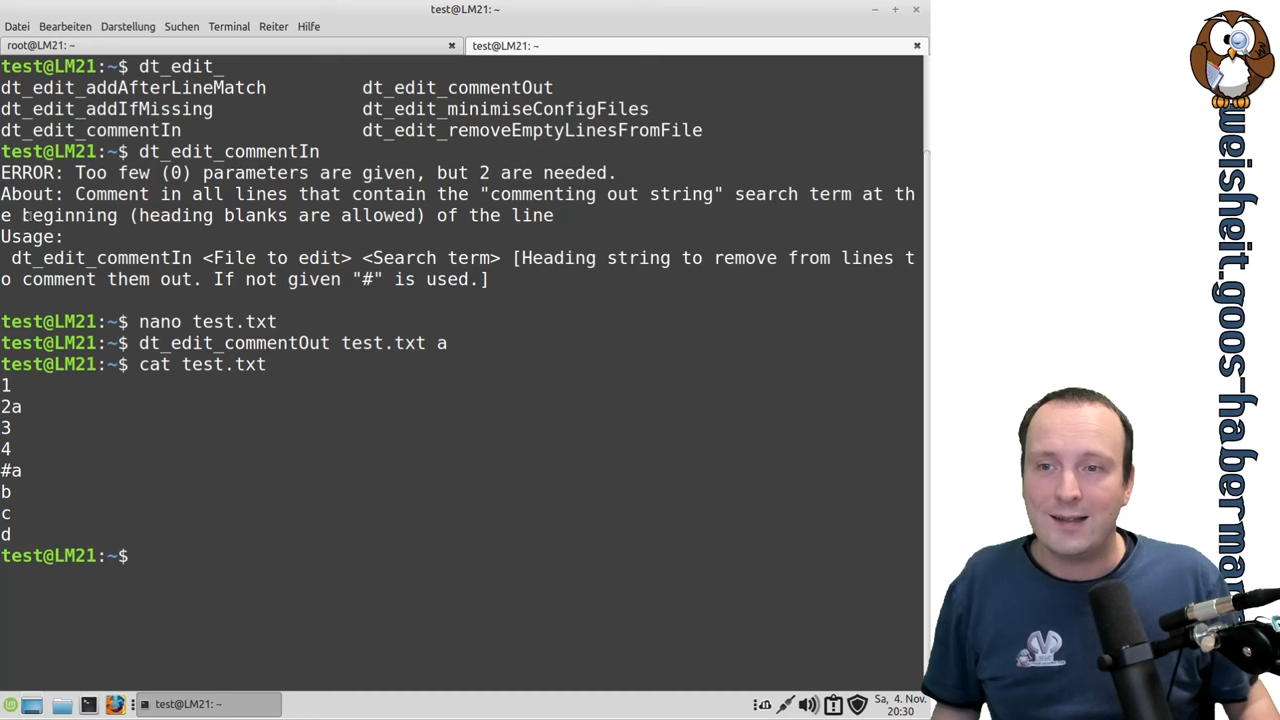 test@LM21: ~
Datei Bearbeiten Darstellung Suchen Terminal Reiter Hilfe
root@LM21: ~
test@LM21: ~
test@LM21:~$ dt_edit_
dt_edit_addAfterLineMatch dt_edit_commentOut
dt_edit_addIfMissing dt_edit_minimiseConfigFiles
dt_edit_commentIn dt_edit_removeEmptyLinesFromFile
test@LM21:~$ dt_edit_commentIn
ERROR: Too few (0) parameters are given, but 2 are needed.
About: Comment in all lines that contain the "commenting out string" search term at th
e beginning (heading blanks are allowed) of the line
Usage:
dt_edit_commentIn <File to edit> <Search term> [Heading string to remove from lines t
o comment them out. If not given "#" is used.]
test@LM21:~$ nano test.txt
test@LM21:~$ dt_edit_commentOut test.txt a
test@LM21:~$ cat test.txt
1
2a
3
4
#a
b
c
d
test@LM21:~$
test@LM21: ~
Sa, 4. Nov.
20:30
weisheit.goos-haberma